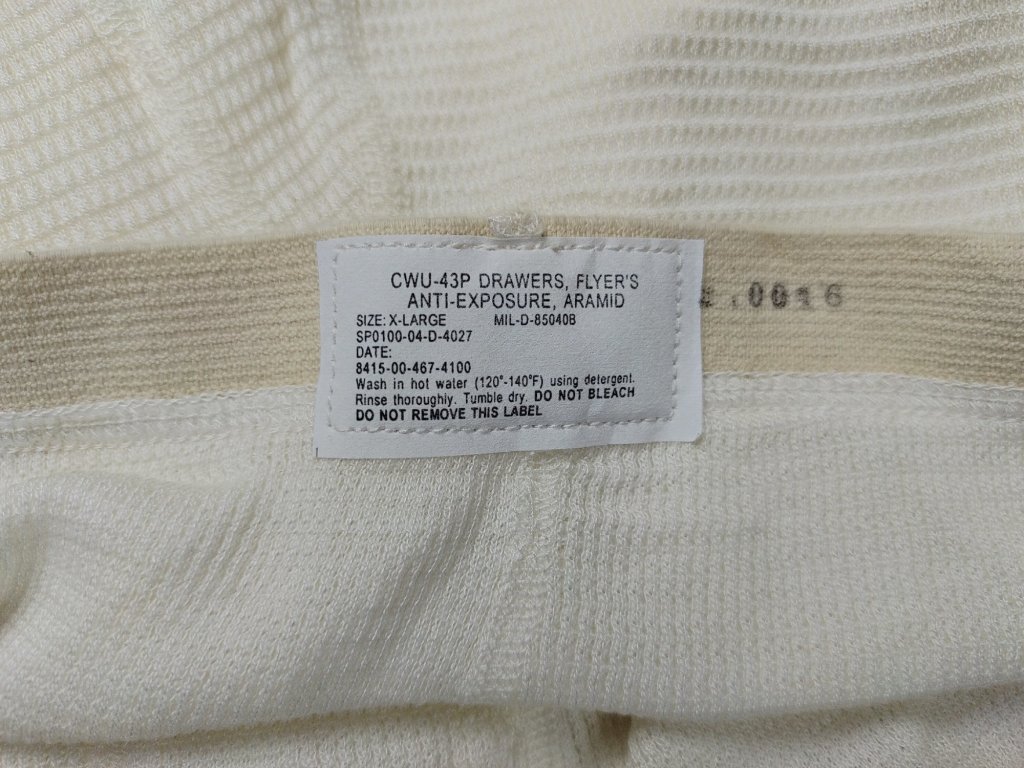 CWU-43P DRAWERS, FLYER'S
ANTI-EXPOSURE, ARAMID
SIZE: X-LARGE MIL-D-85040B
SP0100-04-D-4027
DATE:
8415-00-467-4100
Wash in hot water (120°-140°F) using detergent.
Rinse thoroughly. Tumble dry. DO NOT BLEACH
DO NOT REMOVE THIS LABEL